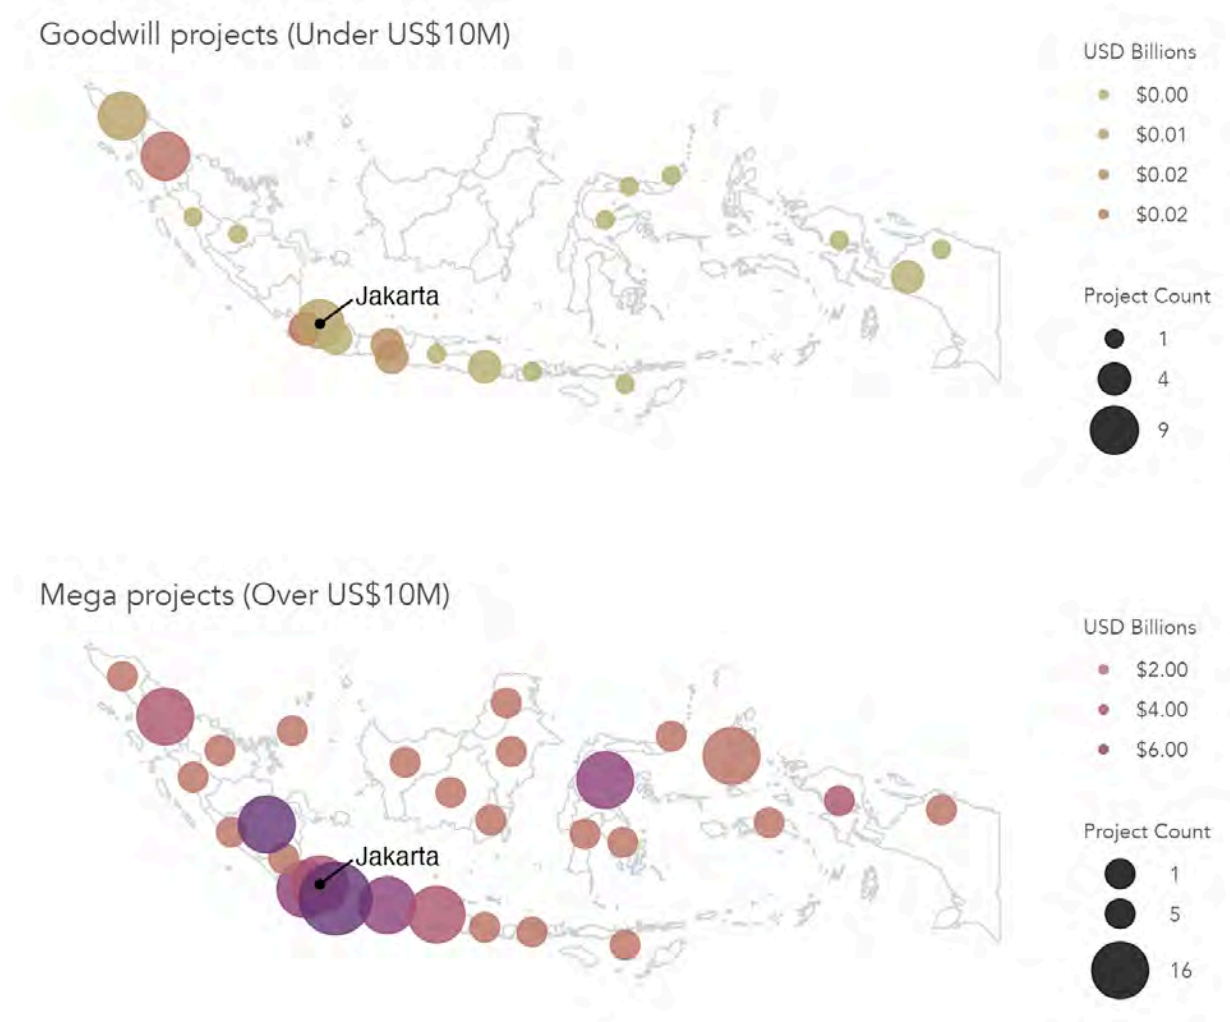 Goodwill projects (Under US$10M)
USD Billions
$0.00
$0.01
$0.02
$0.02
Jakarta
Project Count
1
4
9
Mega projects (Over US$10M)
USD Billions
$2.00
$4.00
$6.00
Jakarta
Project Count
1
5
16